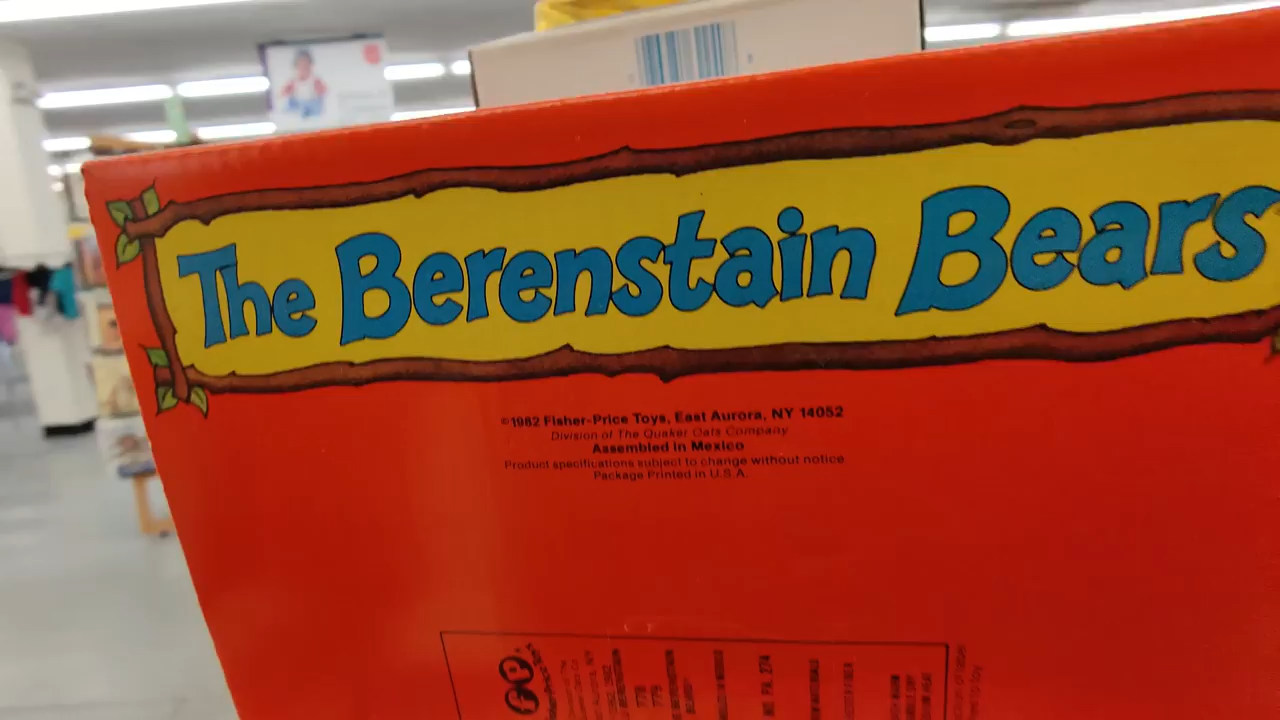 The Berenstain Bears
©1982 Fisher-Price Toys, East Aurora, NY 14052
Division of The Quaker Oats Company
Assembled in Mexico
Product specifications subject to change without notice
Package Printed in U.S.A.